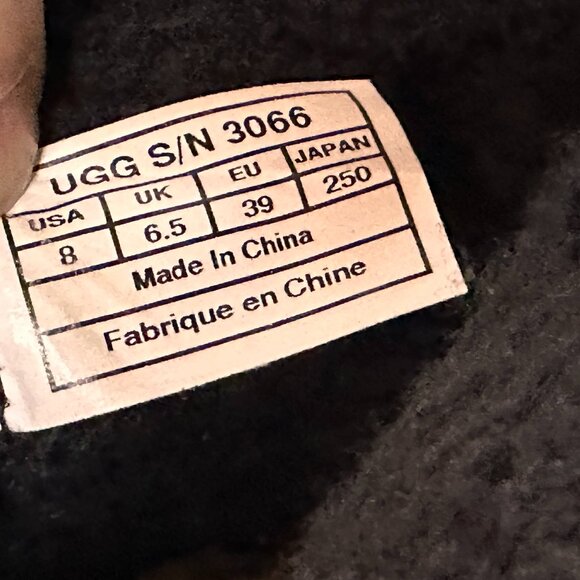 UGG S/N 3066
USA UK EU JAPAN
8 6.5 39 250
Made In China
Fabrique en Chine